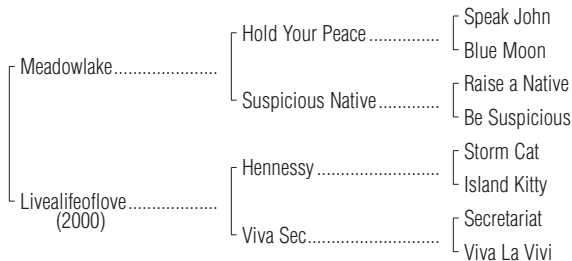 Speak John
Hold Your Peace...............
Blue Moon
Meadowlake......................
Raise a Native
Suspicious Native.............
Be Suspicious
Storm Cat
Hennessy..........................
Island Kitty
Livealifeoflove...................
(2000)
Secretariat
Viva Sec............................
Viva La Vivi